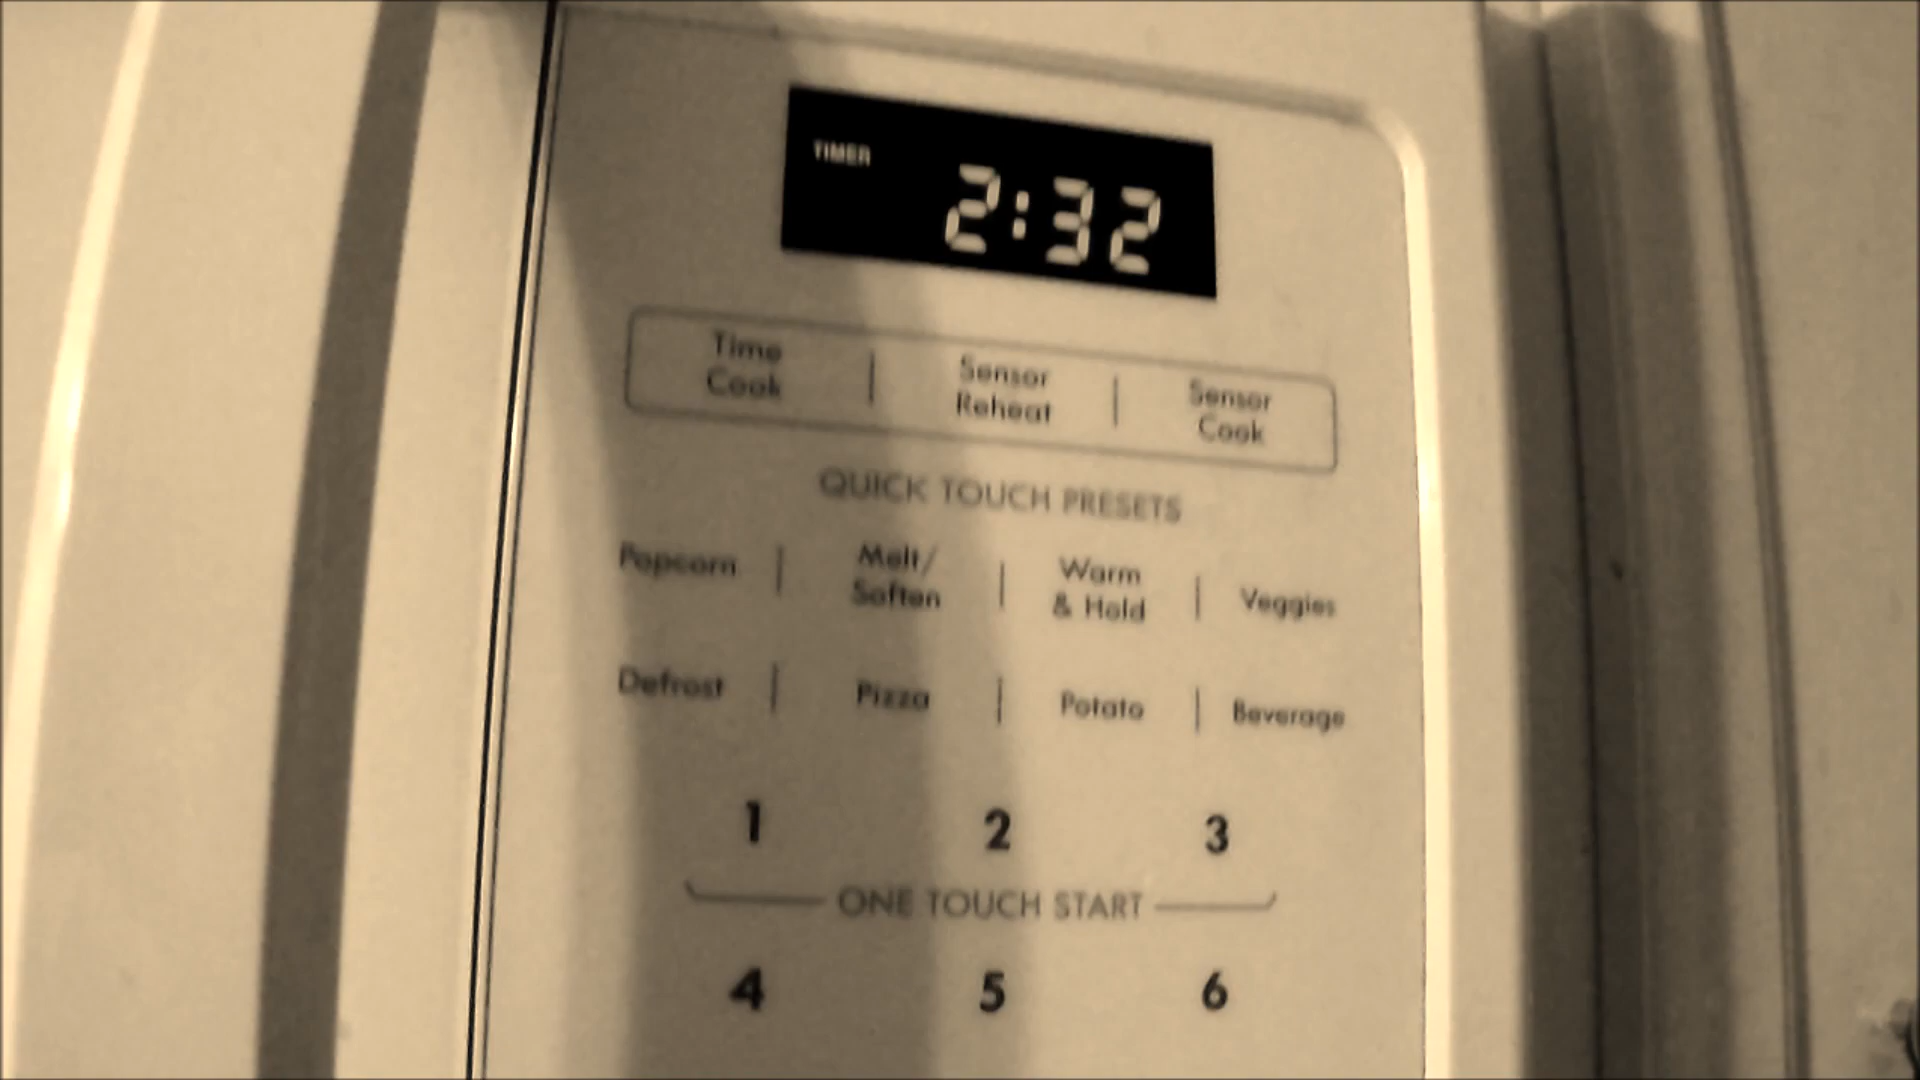 TIMER
2:32
Time Cook
Sensor Reheat
Sensor Cook
QUICK TOUCH PRESETS
Popcorn
Melt/ Soften
Warm & Hold
Veggies
Defrost
Pizza
Potato
Beverage
1 2 3
ONE TOUCH START
4 5 6